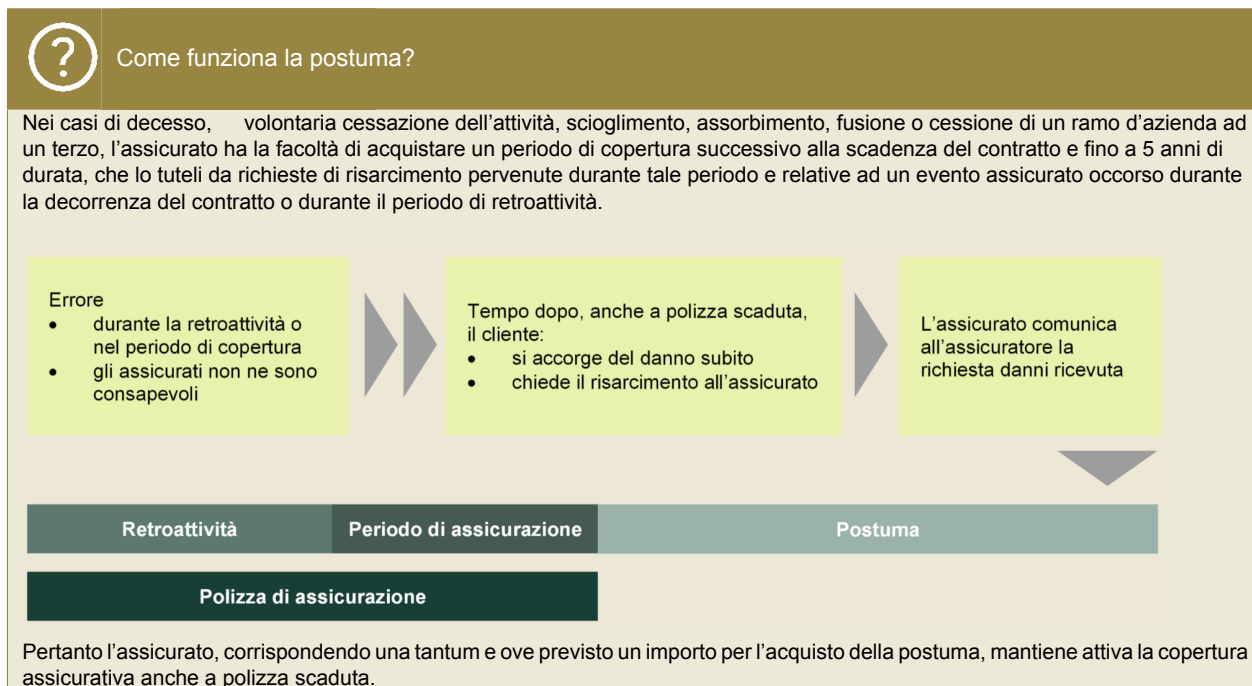 ?
Come funziona la postuma?
Nei casi di decesso, volontaria cessazione dell’attività, scioglimento, assorbimento, fusione o cessione di un ramo d’azienda ad
un terzo, l’assicurato ha la facoltà di acquistare un periodo di copertura successivo alla scadenza del contratto e fino a 5 anni di
durata, che lo tuteli da richieste di risarcimento pervenute durante tale periodo e relative ad un evento assicurato occorso durante
la decorrenza del contratto o durante il periodo di retroattività.
Errore
• durante la retroattività o
nel periodo di copertura
• gli assicurati non ne sono
consapevoli
Tempo dopo, anche a polizza scaduta,
il cliente:
• si accorge del danno subito
• chiede il risarcimento all’assicurato
L’assicurato comunica
all’assicuratore la
richiesta danni ricevuta
Retroattività
Periodo di assicurazione
Postuma
Polizza di assicurazione
Pertanto l’assicurato, corrispondendo una tantum e ove previsto un importo per l’acquisto della postuma, mantiene attiva la copertura
assicurativa anche a polizza scaduta.